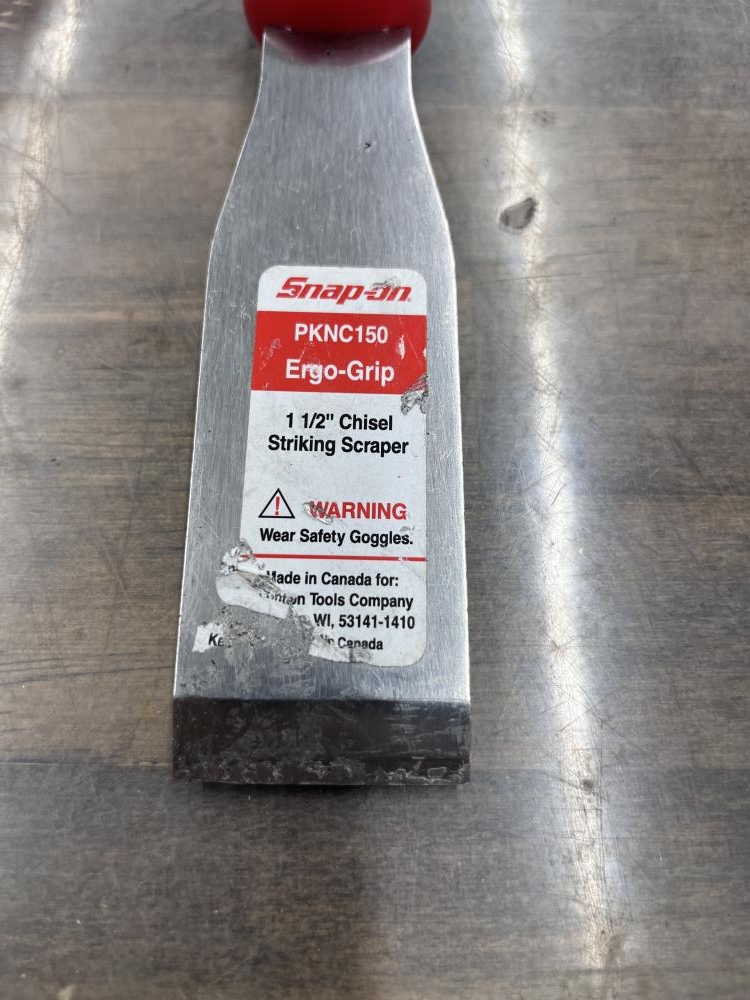 Snap-on
PKNC150
Ergo-Grip
1 1/2" Chisel
Striking Scraper
WARNING
Wear Safety Goggles.
Made in Canada for:
Tools Company
WI, 53141-1410
Canada